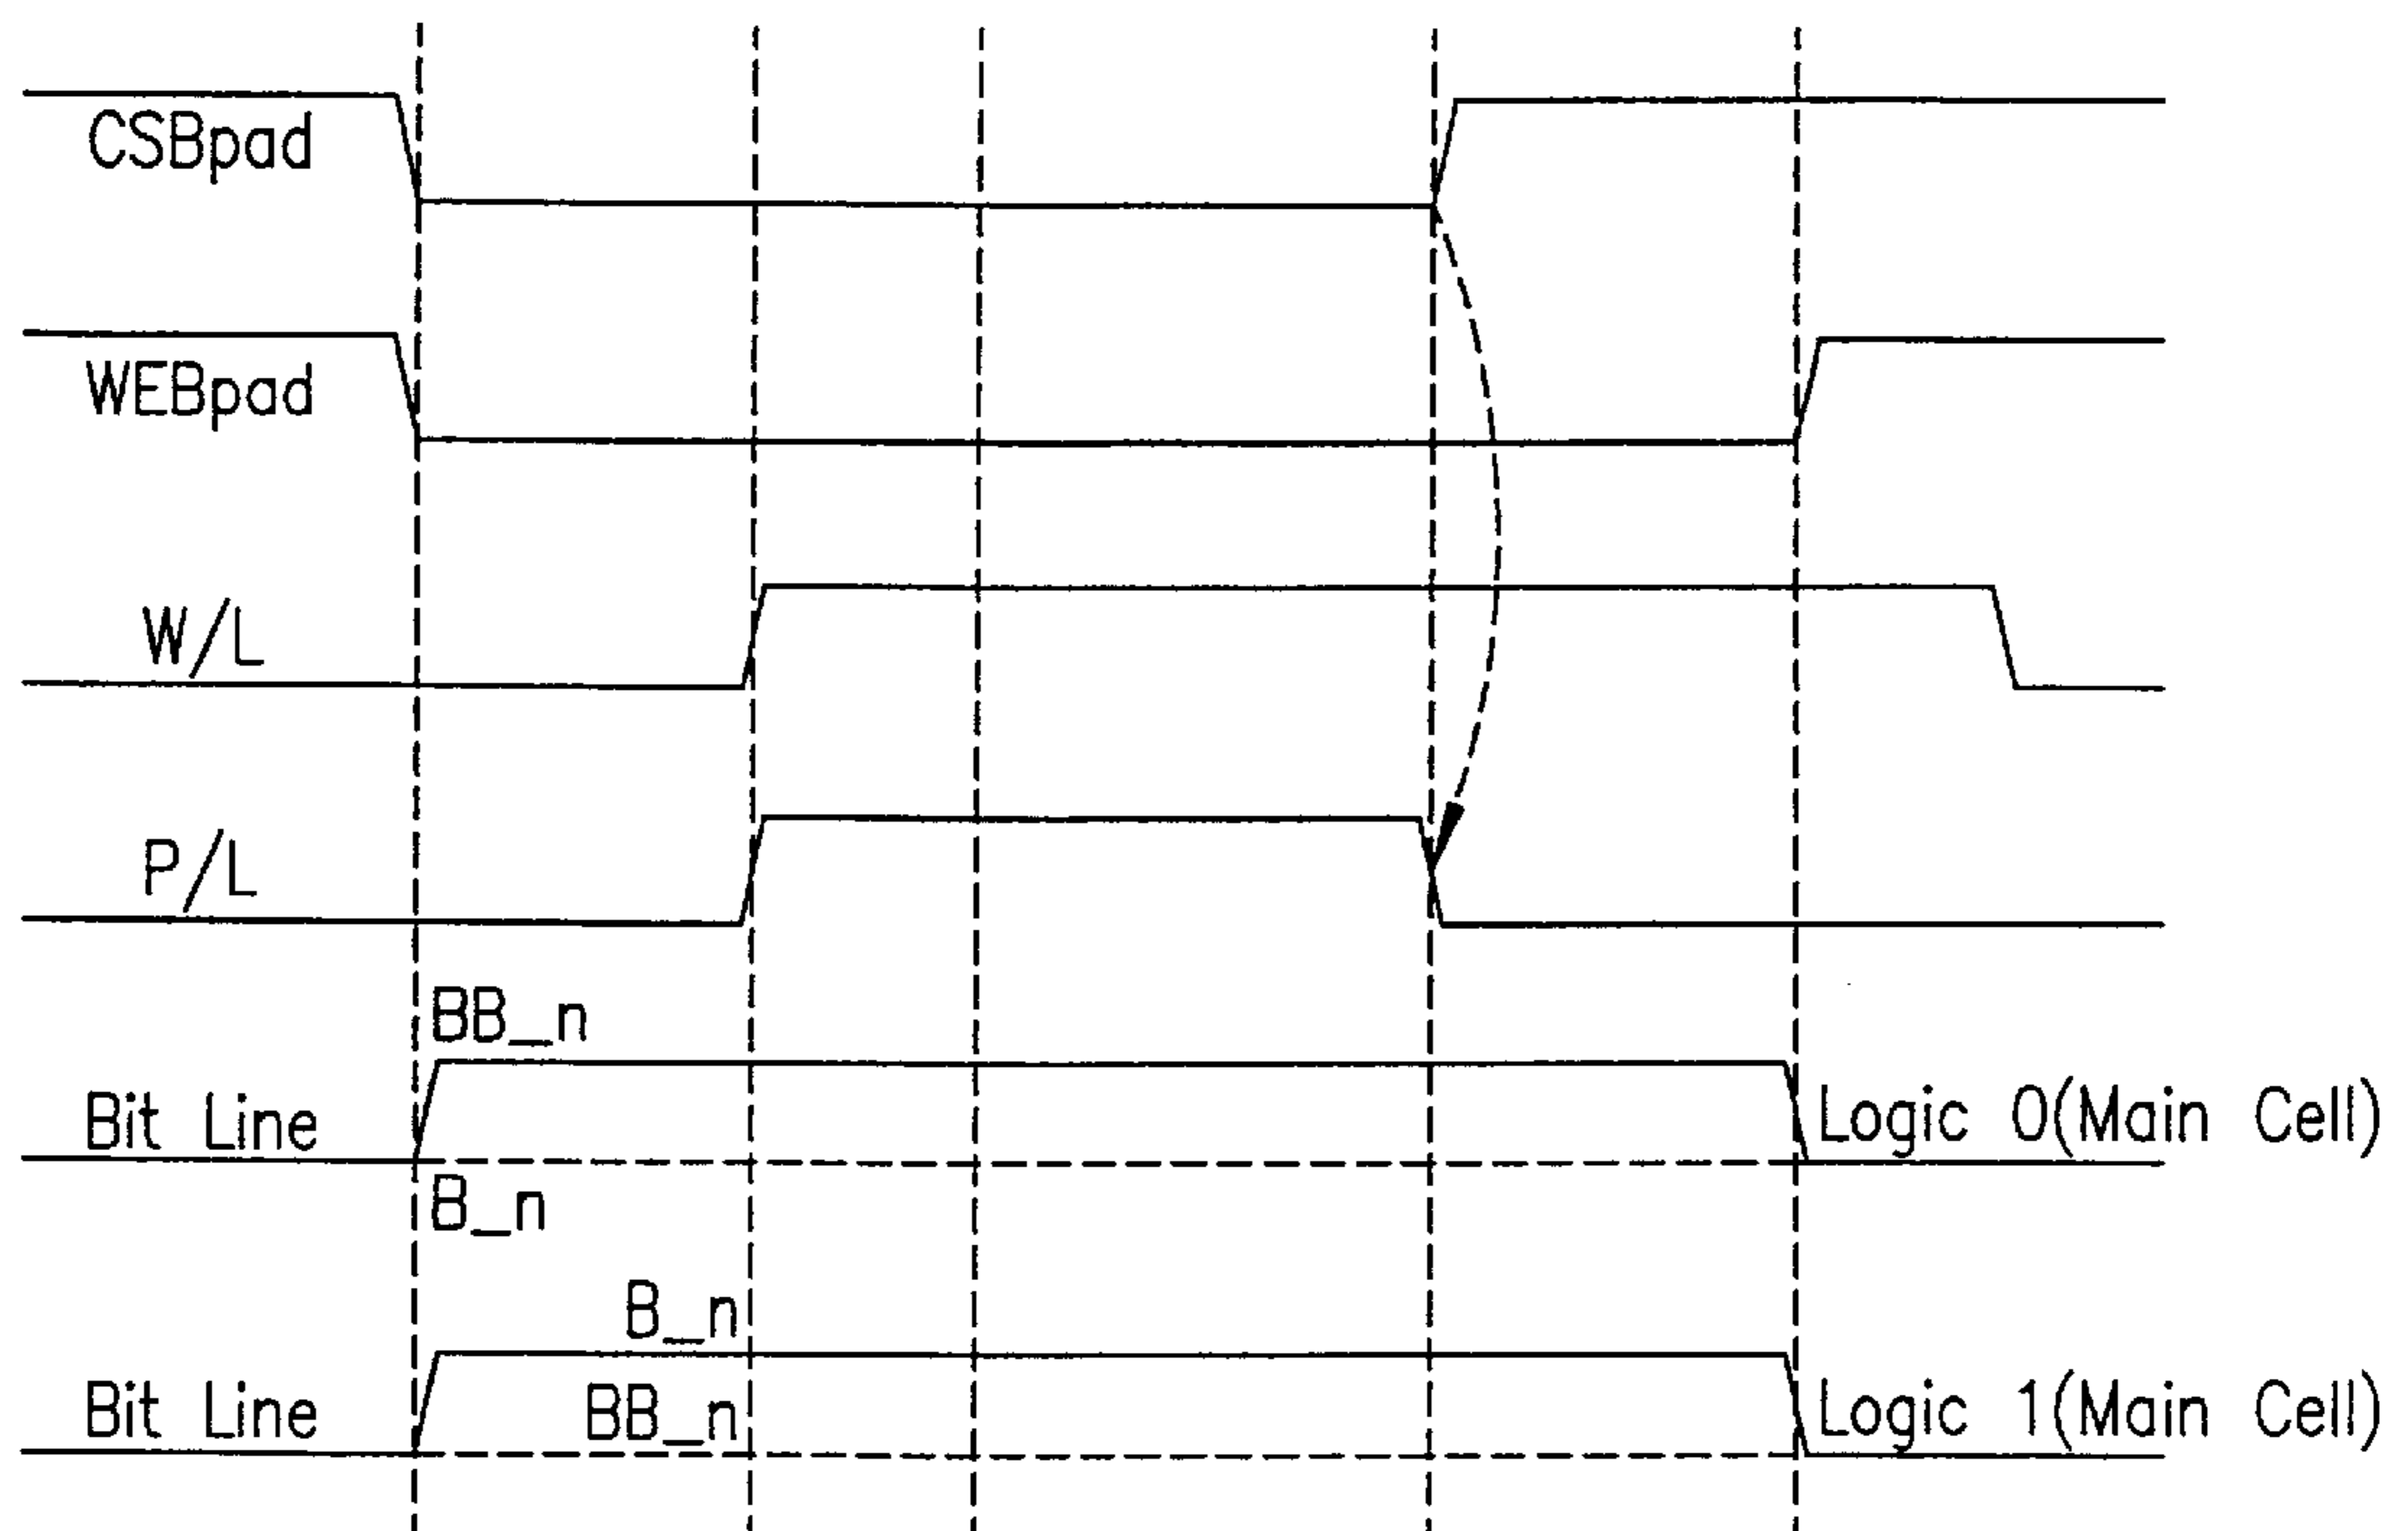 CSBpad
WEBpad
W/L
P/L
BB_n
Bit Line
Logic 0(Main Cell)
B_n
B_n
Bit Line
BB_n
Logic 1(Main Cell)